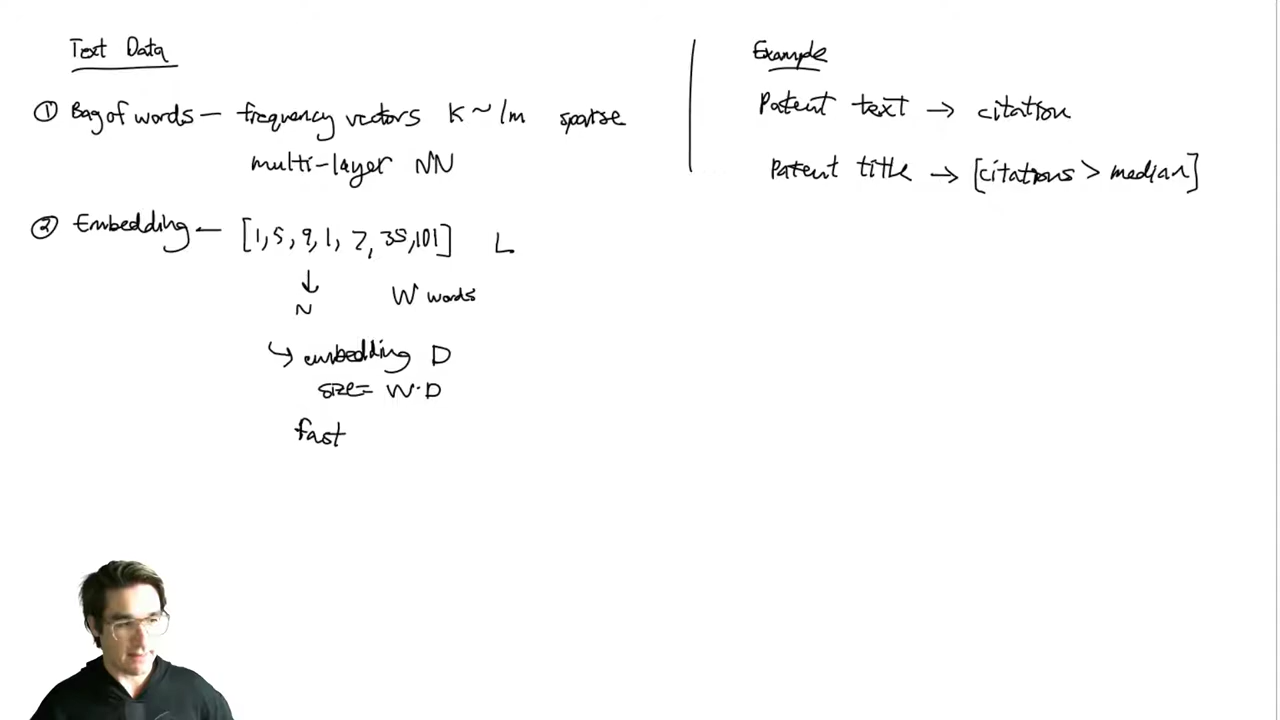 Text Data
① Bag of words — frequency vectors K ~ 1m sparse
multi-layer NN
② Embedding — [1, 5, 9, 1, 7, 35, 101] L
↓
N W words
↳ embedding D
size = W·D
fast
Example
Patent text → citation
Patent title → [citations > median]